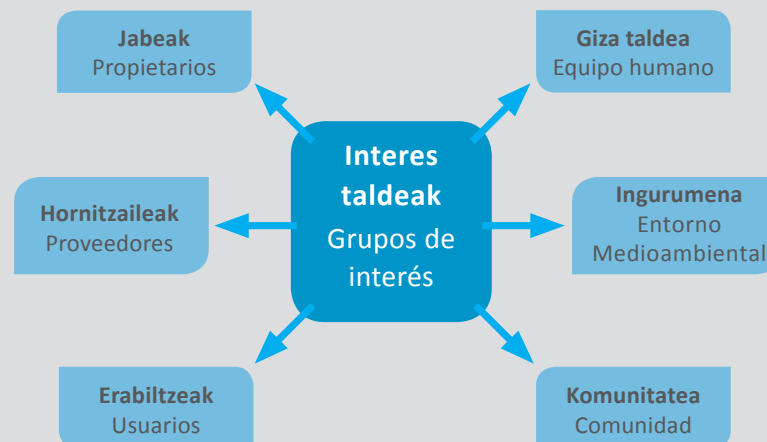 Jabeak
Propietarios
Giza taldea
Equipo humano
Interes
taldeak
Grupos de
interés
Hornitzaileak
Proveedores
Ingurumena
Entorno
Medioambiental
Erabiltzeak
Usuarios
Komunitatea
Comunidad